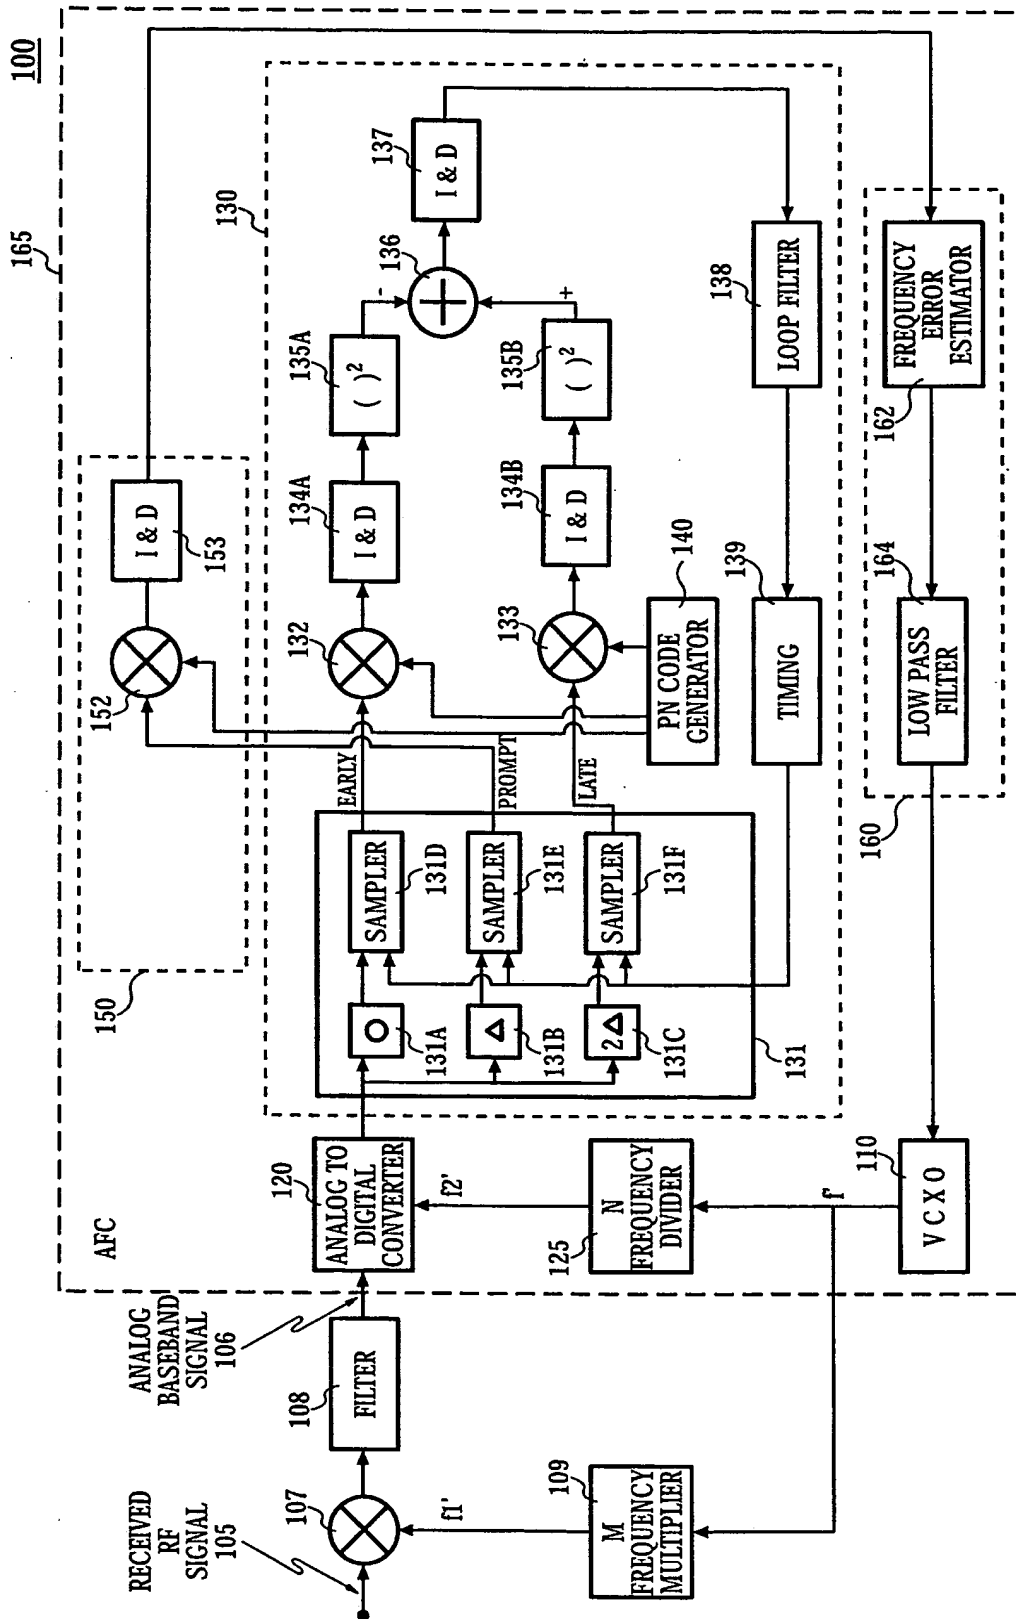 100
165
AFC
RECEIVED
RF
SIGNAL
105
107
f1'
M
FREQUENCY
MULTIPLIER
109
FILTER
108
ANALOG
BASEBAND
SIGNAL
106
120
ANALOG TO
DIGITAL
CONVERTER
f2'
125
N
FREQUENCY
DIVIDER
f'
110
VCXO
130
131
O
131A
Δ
131B
2Δ
131C
SAMPLER
131D
SAMPLER
131E
SAMPLER
131F
EARLY
PROMPT
LATE
150
152
I & D
153
132
133
134A
I & D
134B
I & D
135A
( )2
135B
( )2
-
+
136
137
I & D
140
PN CODE
GENERATOR
139
TIMING
138
LOOP FILTER
160
164
LOW PASS
FILTER
162
FREQUENCY
ERROR
ESTIMATOR